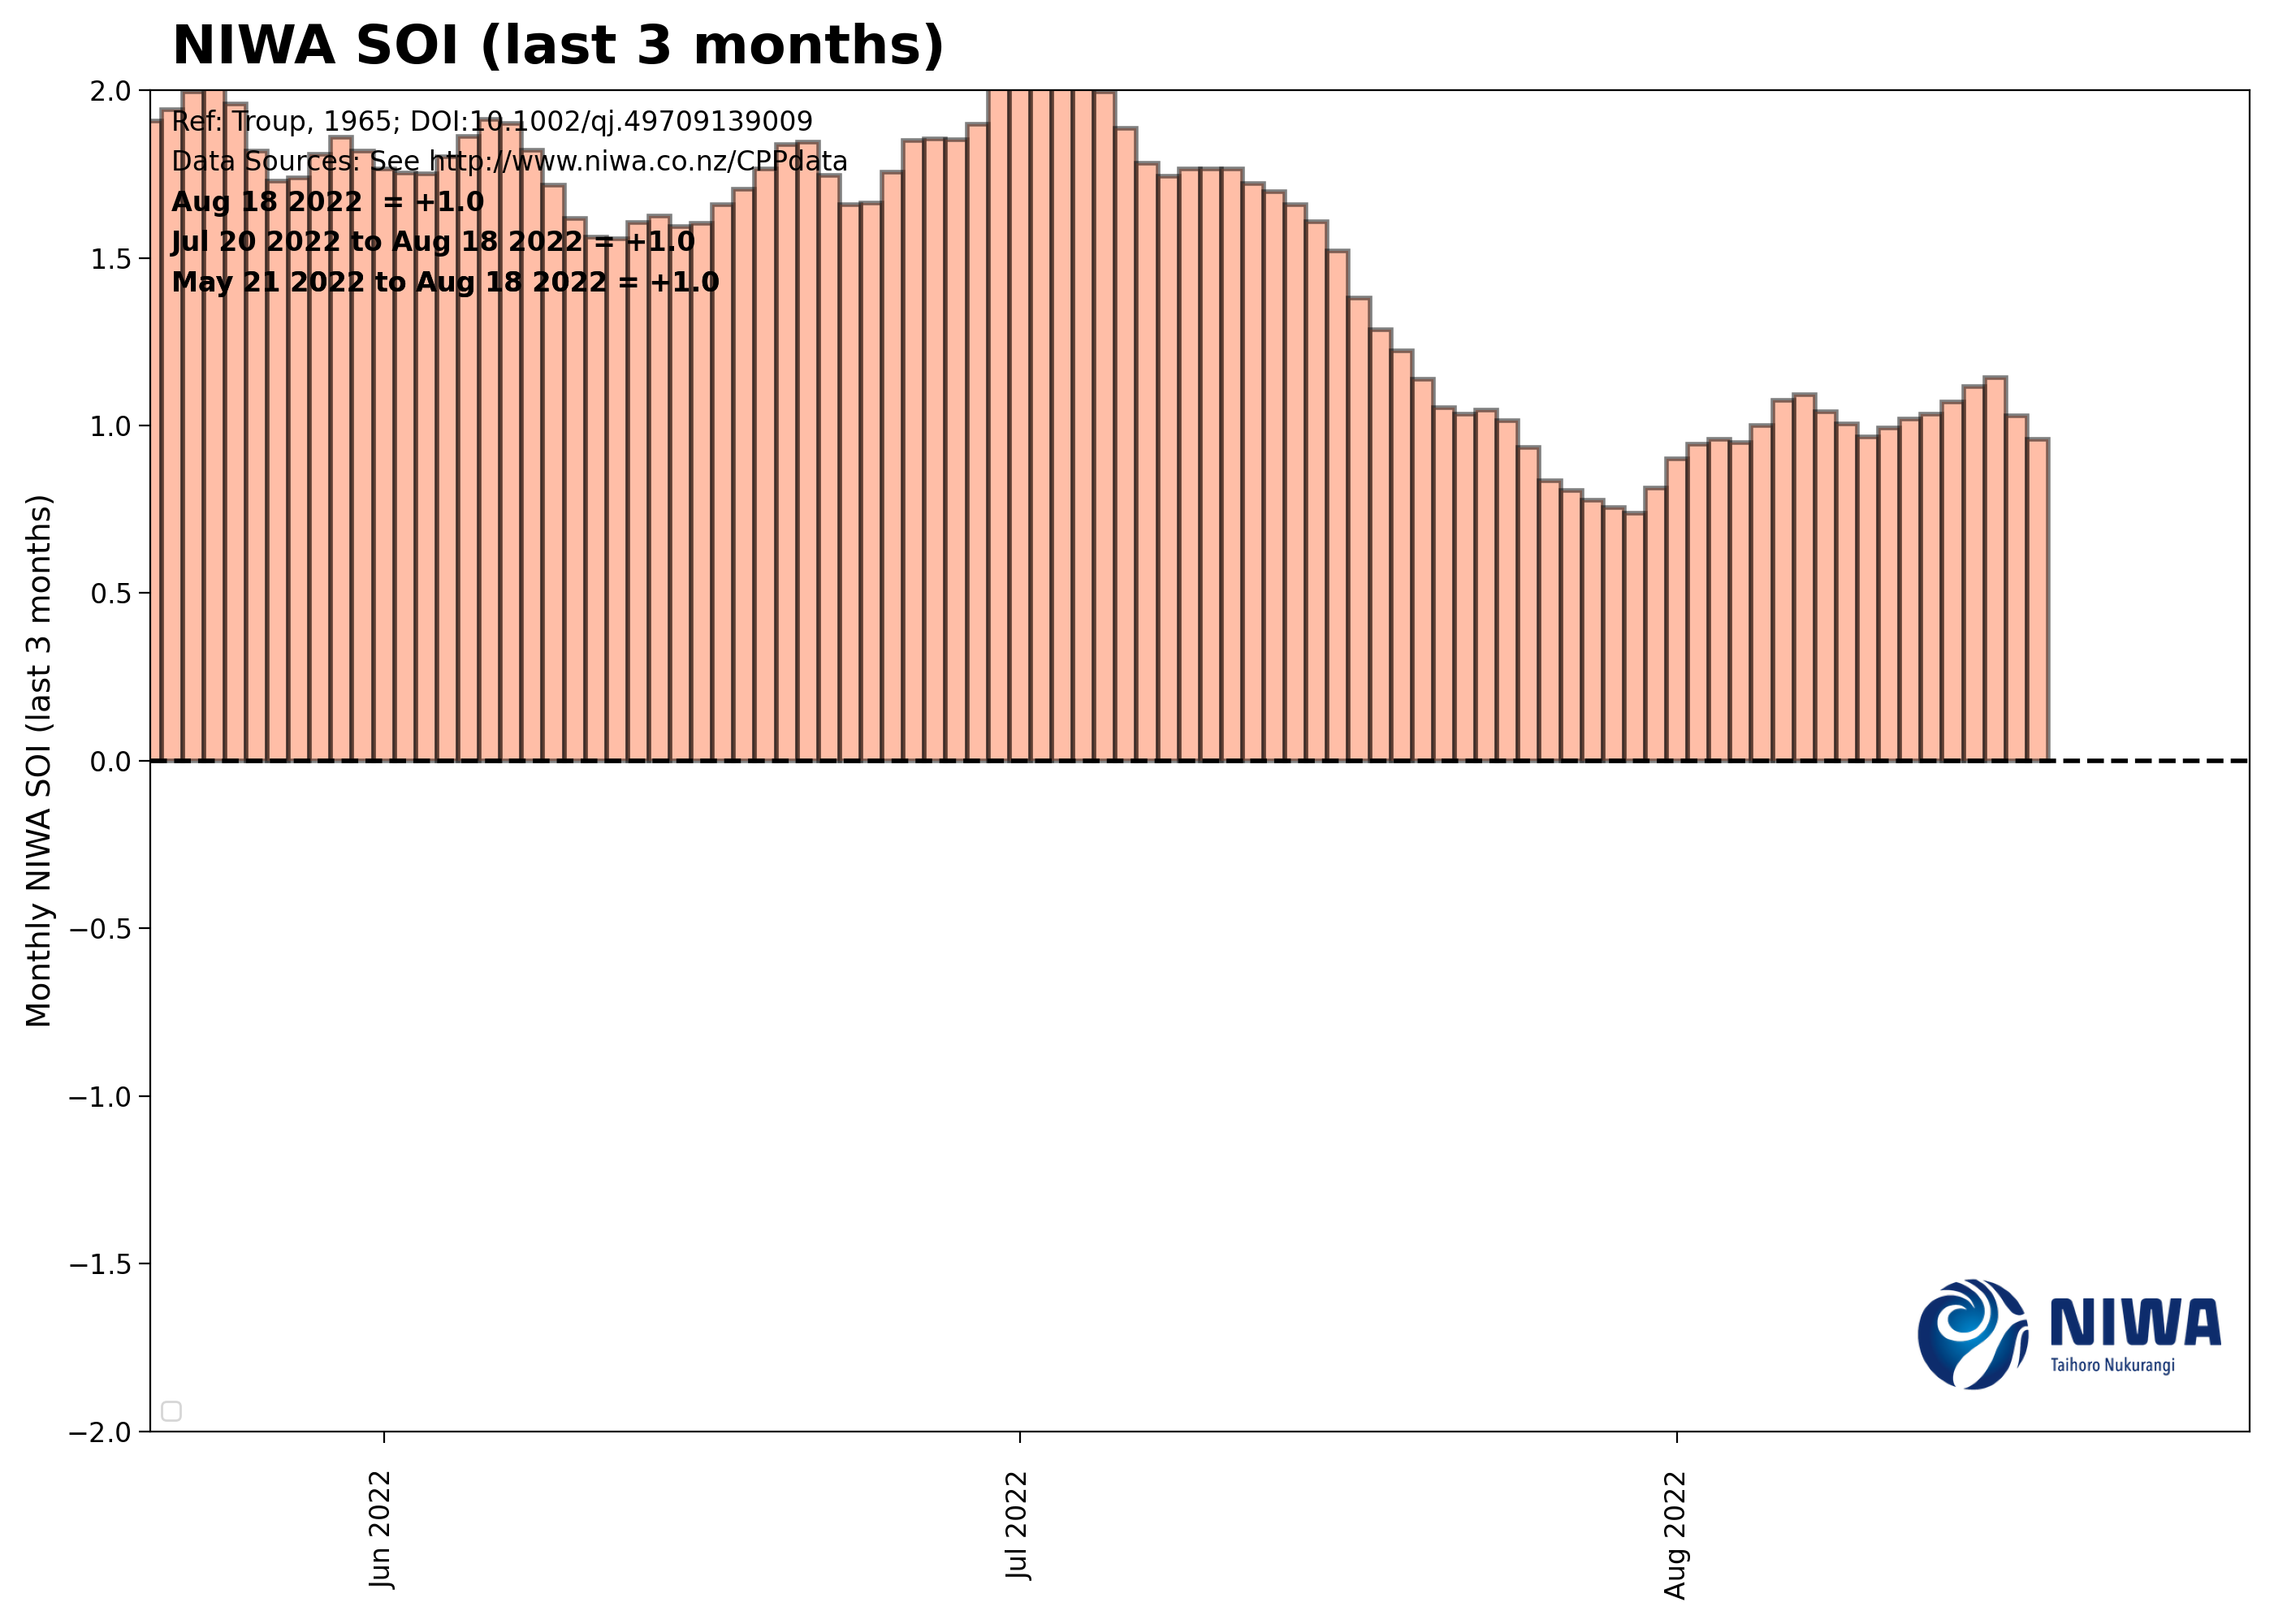 NIWA SOI (last 3 months)
2.0
Ref: Troup, 1965; DOI:10.1002/qj.49709139009
Data Sources: See http://www.niwa.co.nz/CPPdata
Aug 18 2022  = +1.0
Jul 20 2022 to Aug 18 2022 = +1.0
May 21 2022 to Aug 18 2022 = +1.0
1.5
1.0
0.5
0.0
−0.5
−1.0
−1.5
−2.0
Monthly NIWA SOI (last 3 months)
NIWA
Taihoro Nukurangi
Jun 2022
Jul 2022
Aug 2022